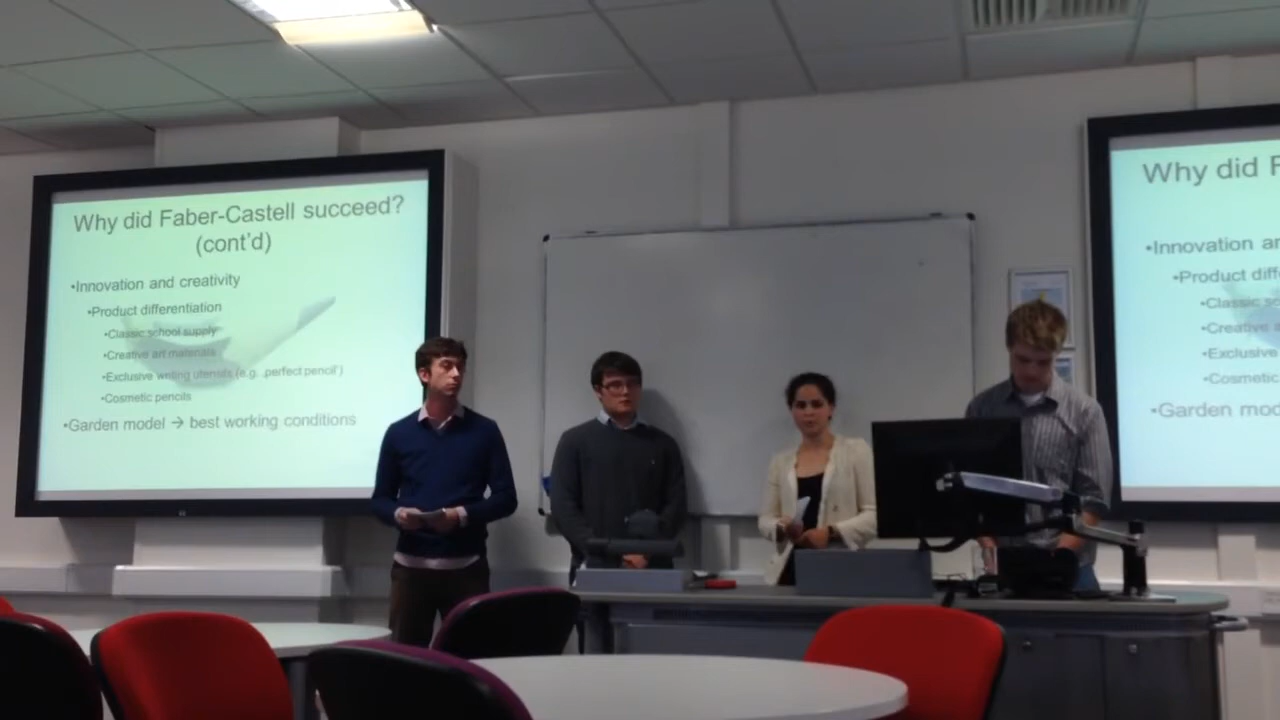 Why did Faber-Castell succeed?
(cont'd)
•Innovation and creativity
•Product differentiation
•Classic school supply
•Creative art materials
•Exclusive writing utensils (e.g. ‚perfect pencil')
•Cosmetic pencils
•Garden model → best working conditions
Why did F
•Innovation ar
•Product diffe
•Classic sc
•Creative a
•Exclusive
•Cosmetic
•Garden mod